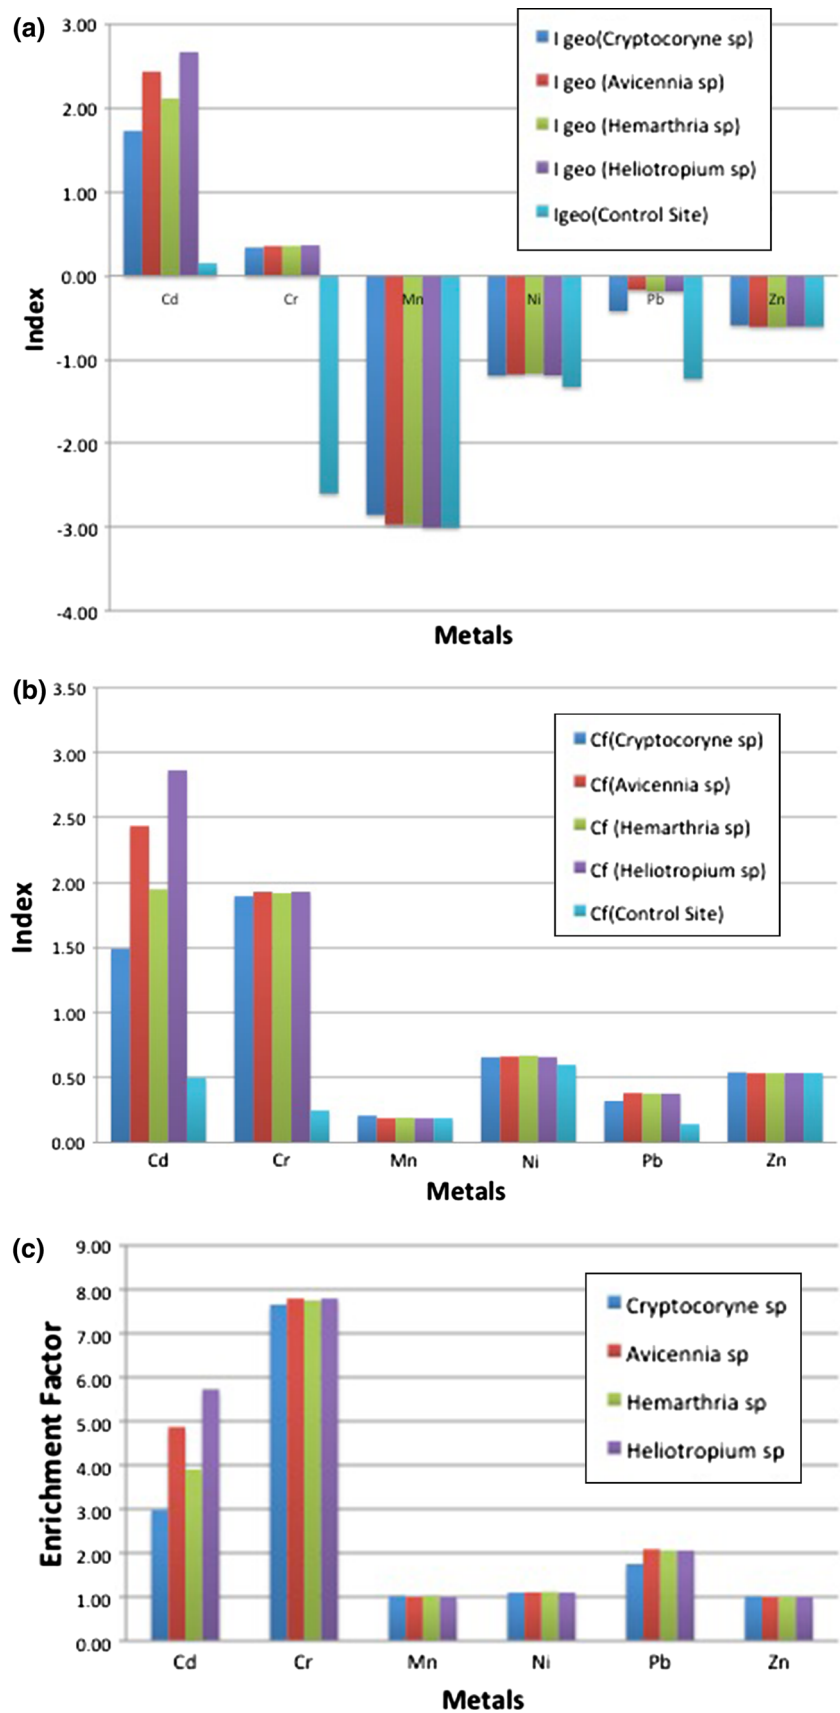 (a)
3.00
2.00
1.00
0.00
-1.00
-2.00
-3.00
-4.00
Index
I geo(Cryptocoryne sp)
I geo (Avicennia sp)
I geo (Hemarthria sp)
I geo (Heliotropium sp)
Igeo(Control Site)
Cd Cr Mn Ni Pb Zn
Metals
(b)
3.50
3.00
2.50
2.00
1.50
1.00
0.50
0.00
Index
Cf(Cryptocoryne sp)
Cf(Avicennia sp)
Cf (Hemarthria sp)
Cf (Heliotropium sp)
Cf(Control Site)
Cd Cr Mn Ni Pb Zn
Metals
(c)
9.00
8.00
7.00
6.00
5.00
4.00
3.00
2.00
1.00
0.00
Enrichment Factor
Cryptocoryne sp
Avicennia sp
Hemarthria sp
Heliotropium sp
Cd Cr Mn Ni Pb Zn
Metals